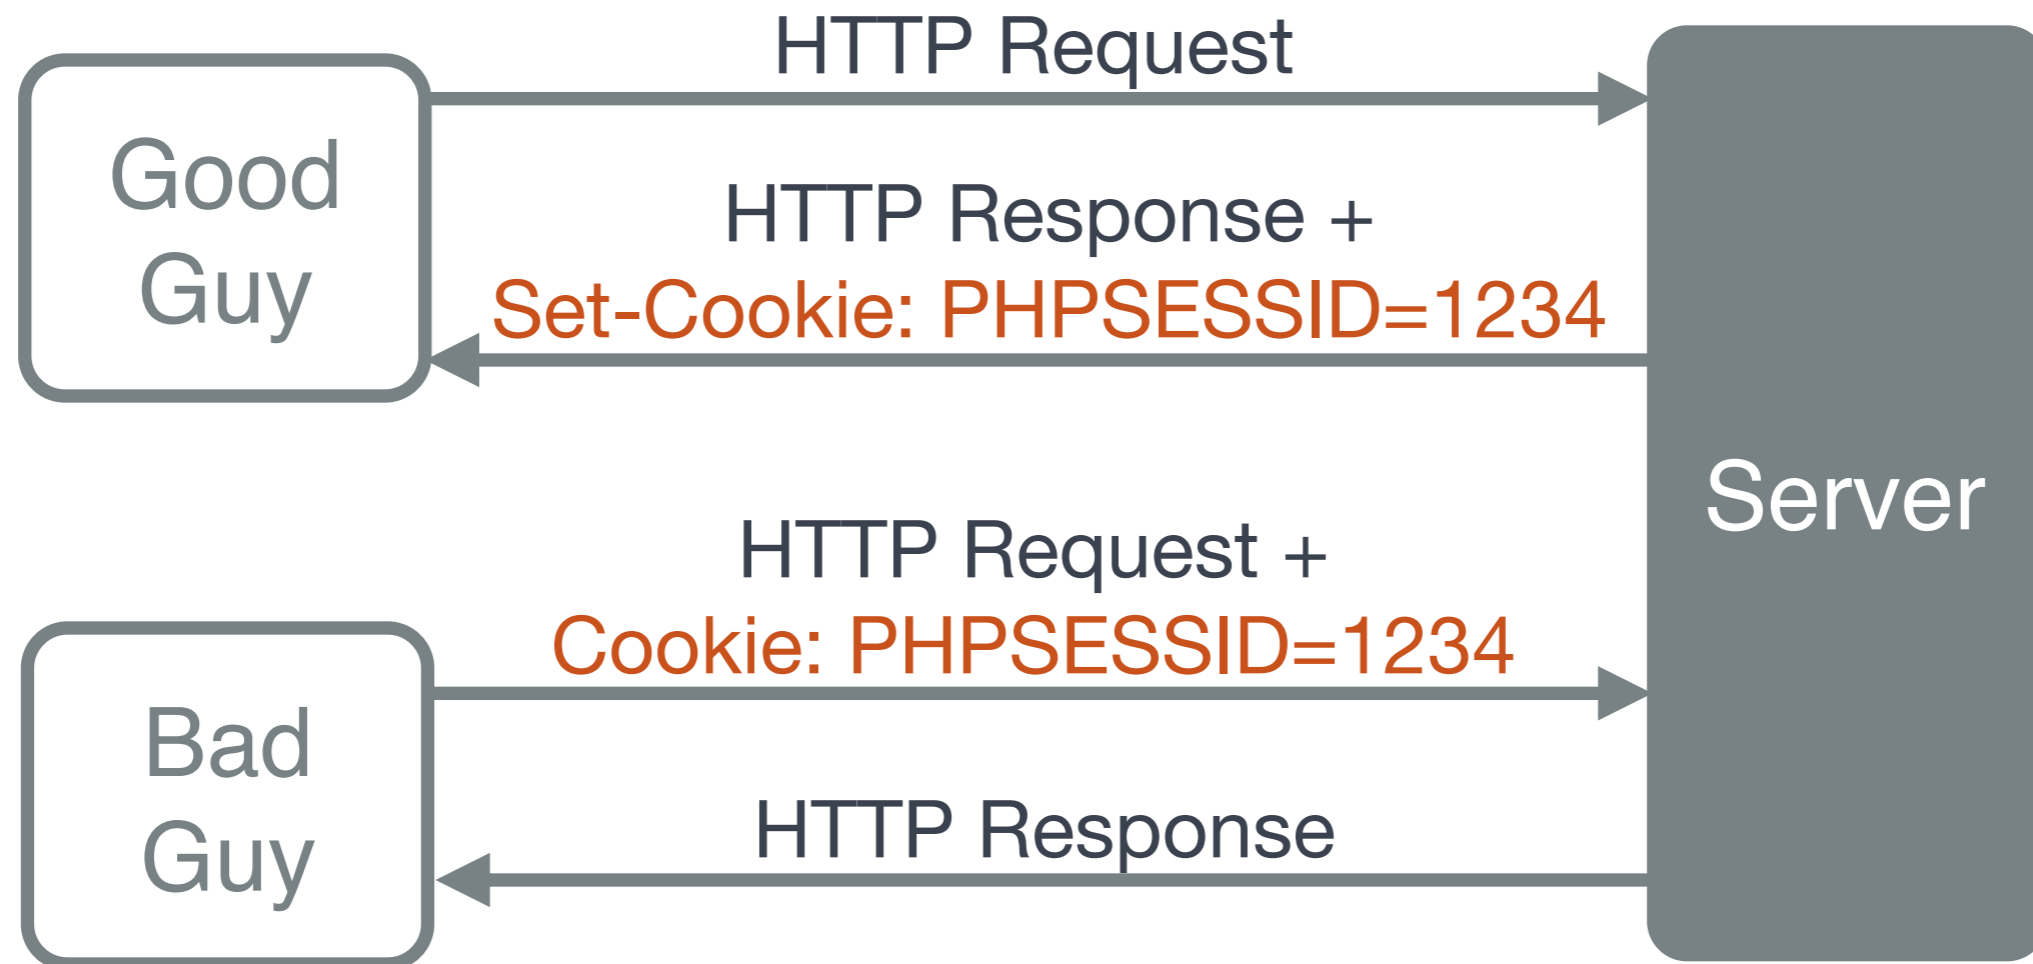 HTTP Request
Good
Guy
HTTP Response +
Set-Cookie: PHPSESSID=1234
Server
HTTP Request +
Cookie: PHPSESSID=1234
Bad
Guy
HTTP Response